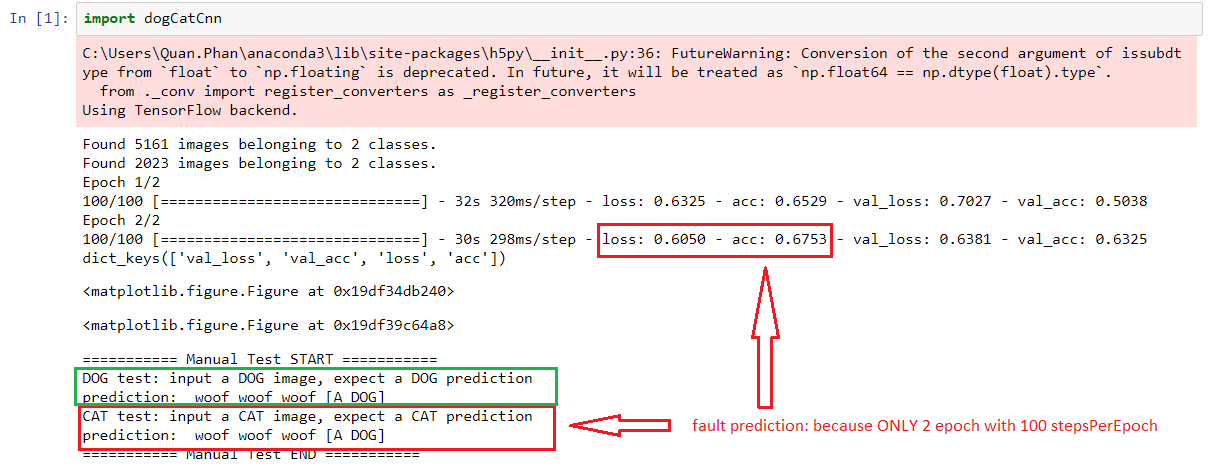 In [1]: import dogCatCnn
C:\Users\Quan.Phan\anaconda3\lib\site-packages\h5py\__init__.py:36: FutureWarning: Conversion of the second argument of issubdt
ype from `float` to `np.floating` is deprecated. In future, it will be treated as `np.float64 == np.dtype(float).type`.
  from ._conv import register_converters as _register_converters
Using TensorFlow backend.
Found 5161 images belonging to 2 classes.
Found 2023 images belonging to 2 classes.
Epoch 1/2
100/100 [==============================] - 32s 320ms/step - loss: 0.6325 - acc: 0.6529 - val_loss: 0.7027 - val_acc: 0.5038
Epoch 2/2
100/100 [==============================] - 30s 298ms/step - loss: 0.6050 - acc: 0.6753 - val_loss: 0.6381 - val_acc: 0.6325
dict_keys(['val_loss', 'val_acc', 'loss', 'acc'])
<matplotlib.figure.Figure at 0x19df34db240>
<matplotlib.figure.Figure at 0x19df39c64a8>
=========== Manual Test START ===========
DOG test: input a DOG image, expect a DOG prediction
prediction:  woof woof woof [A DOG]
CAT test: input a CAT image, expect a CAT prediction
prediction:  woof woof woof [A DOG]
fault prediction: because ONLY 2 epoch with 100 stepsPerEpoch
=========== Manual Test END ===========